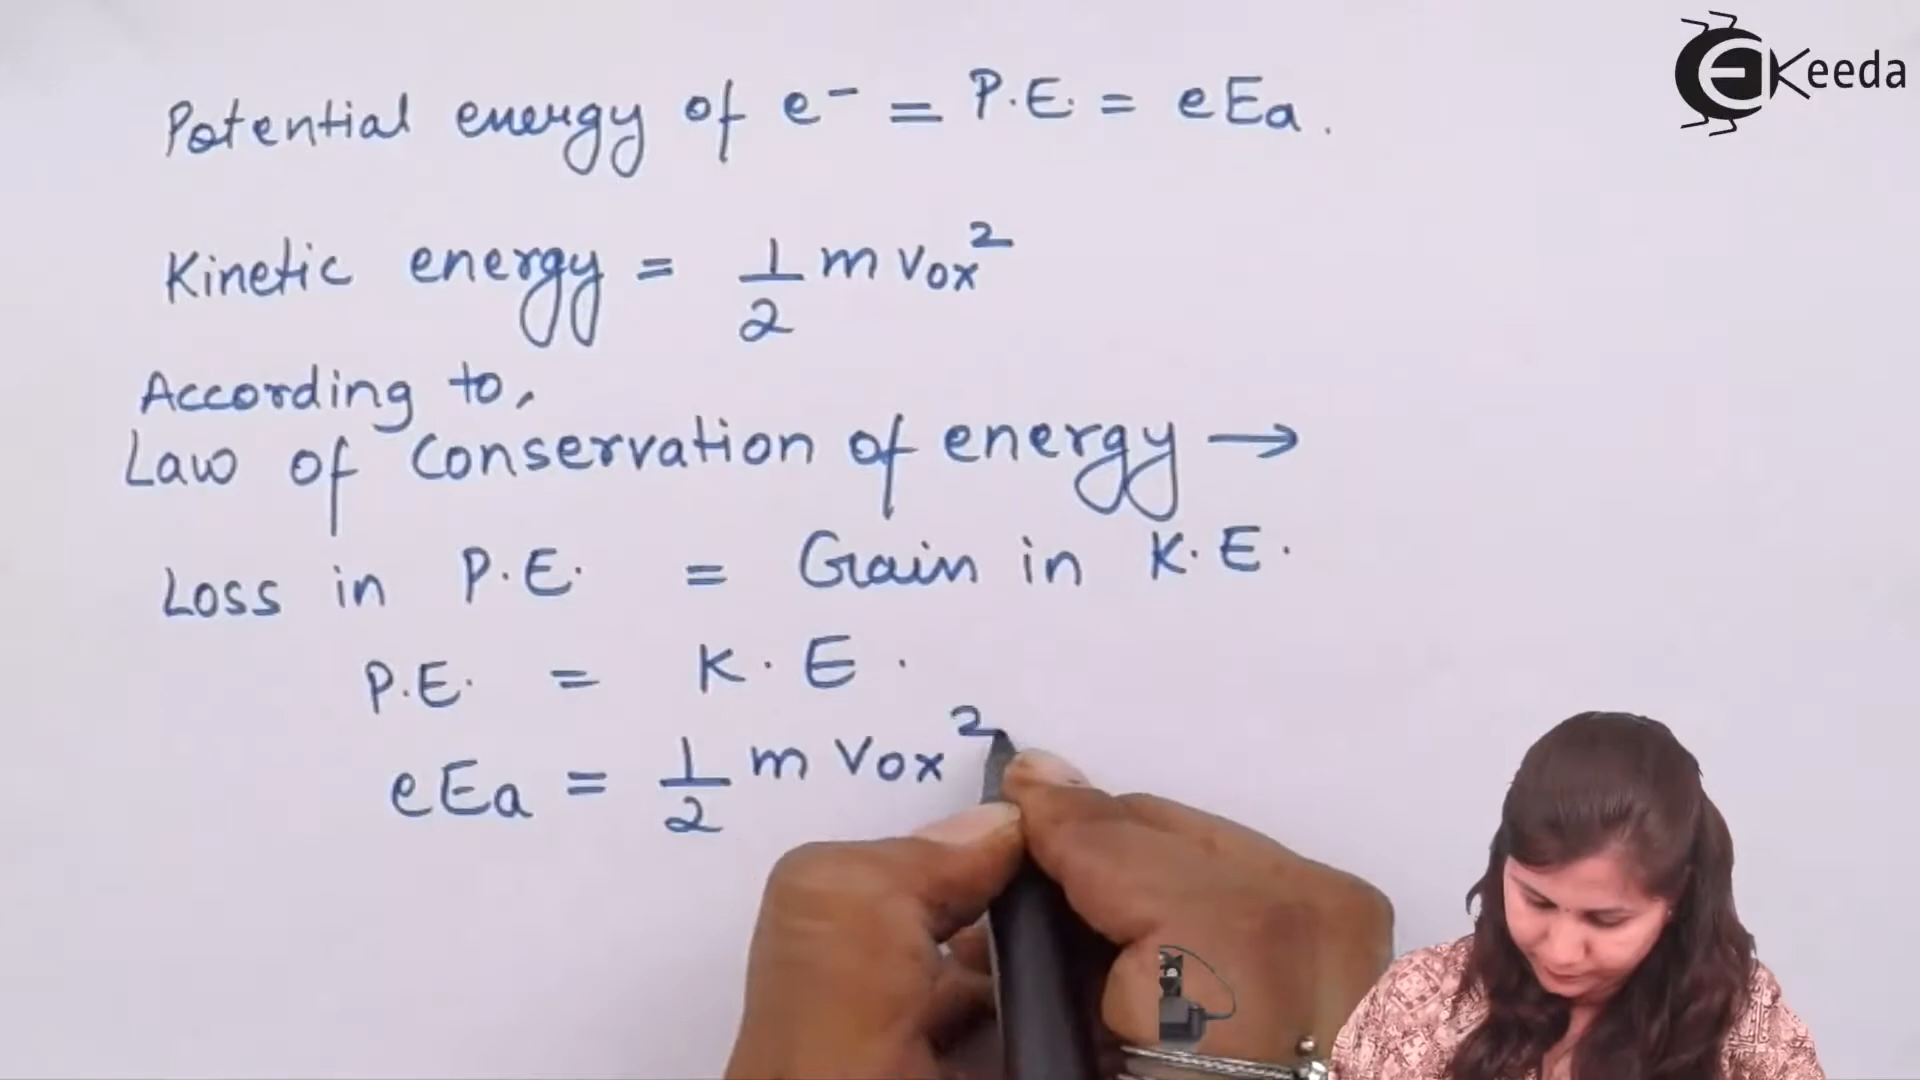 EKeeda
Potential energy of e⁻ = P.E. = eEa.
Kinetic energy = 1/2 m vox²
According to,
Law of conservation of energy →
Loss in P.E. = Gain in K.E.
P.E. = K.E.
eEa = 1/2 m vox²